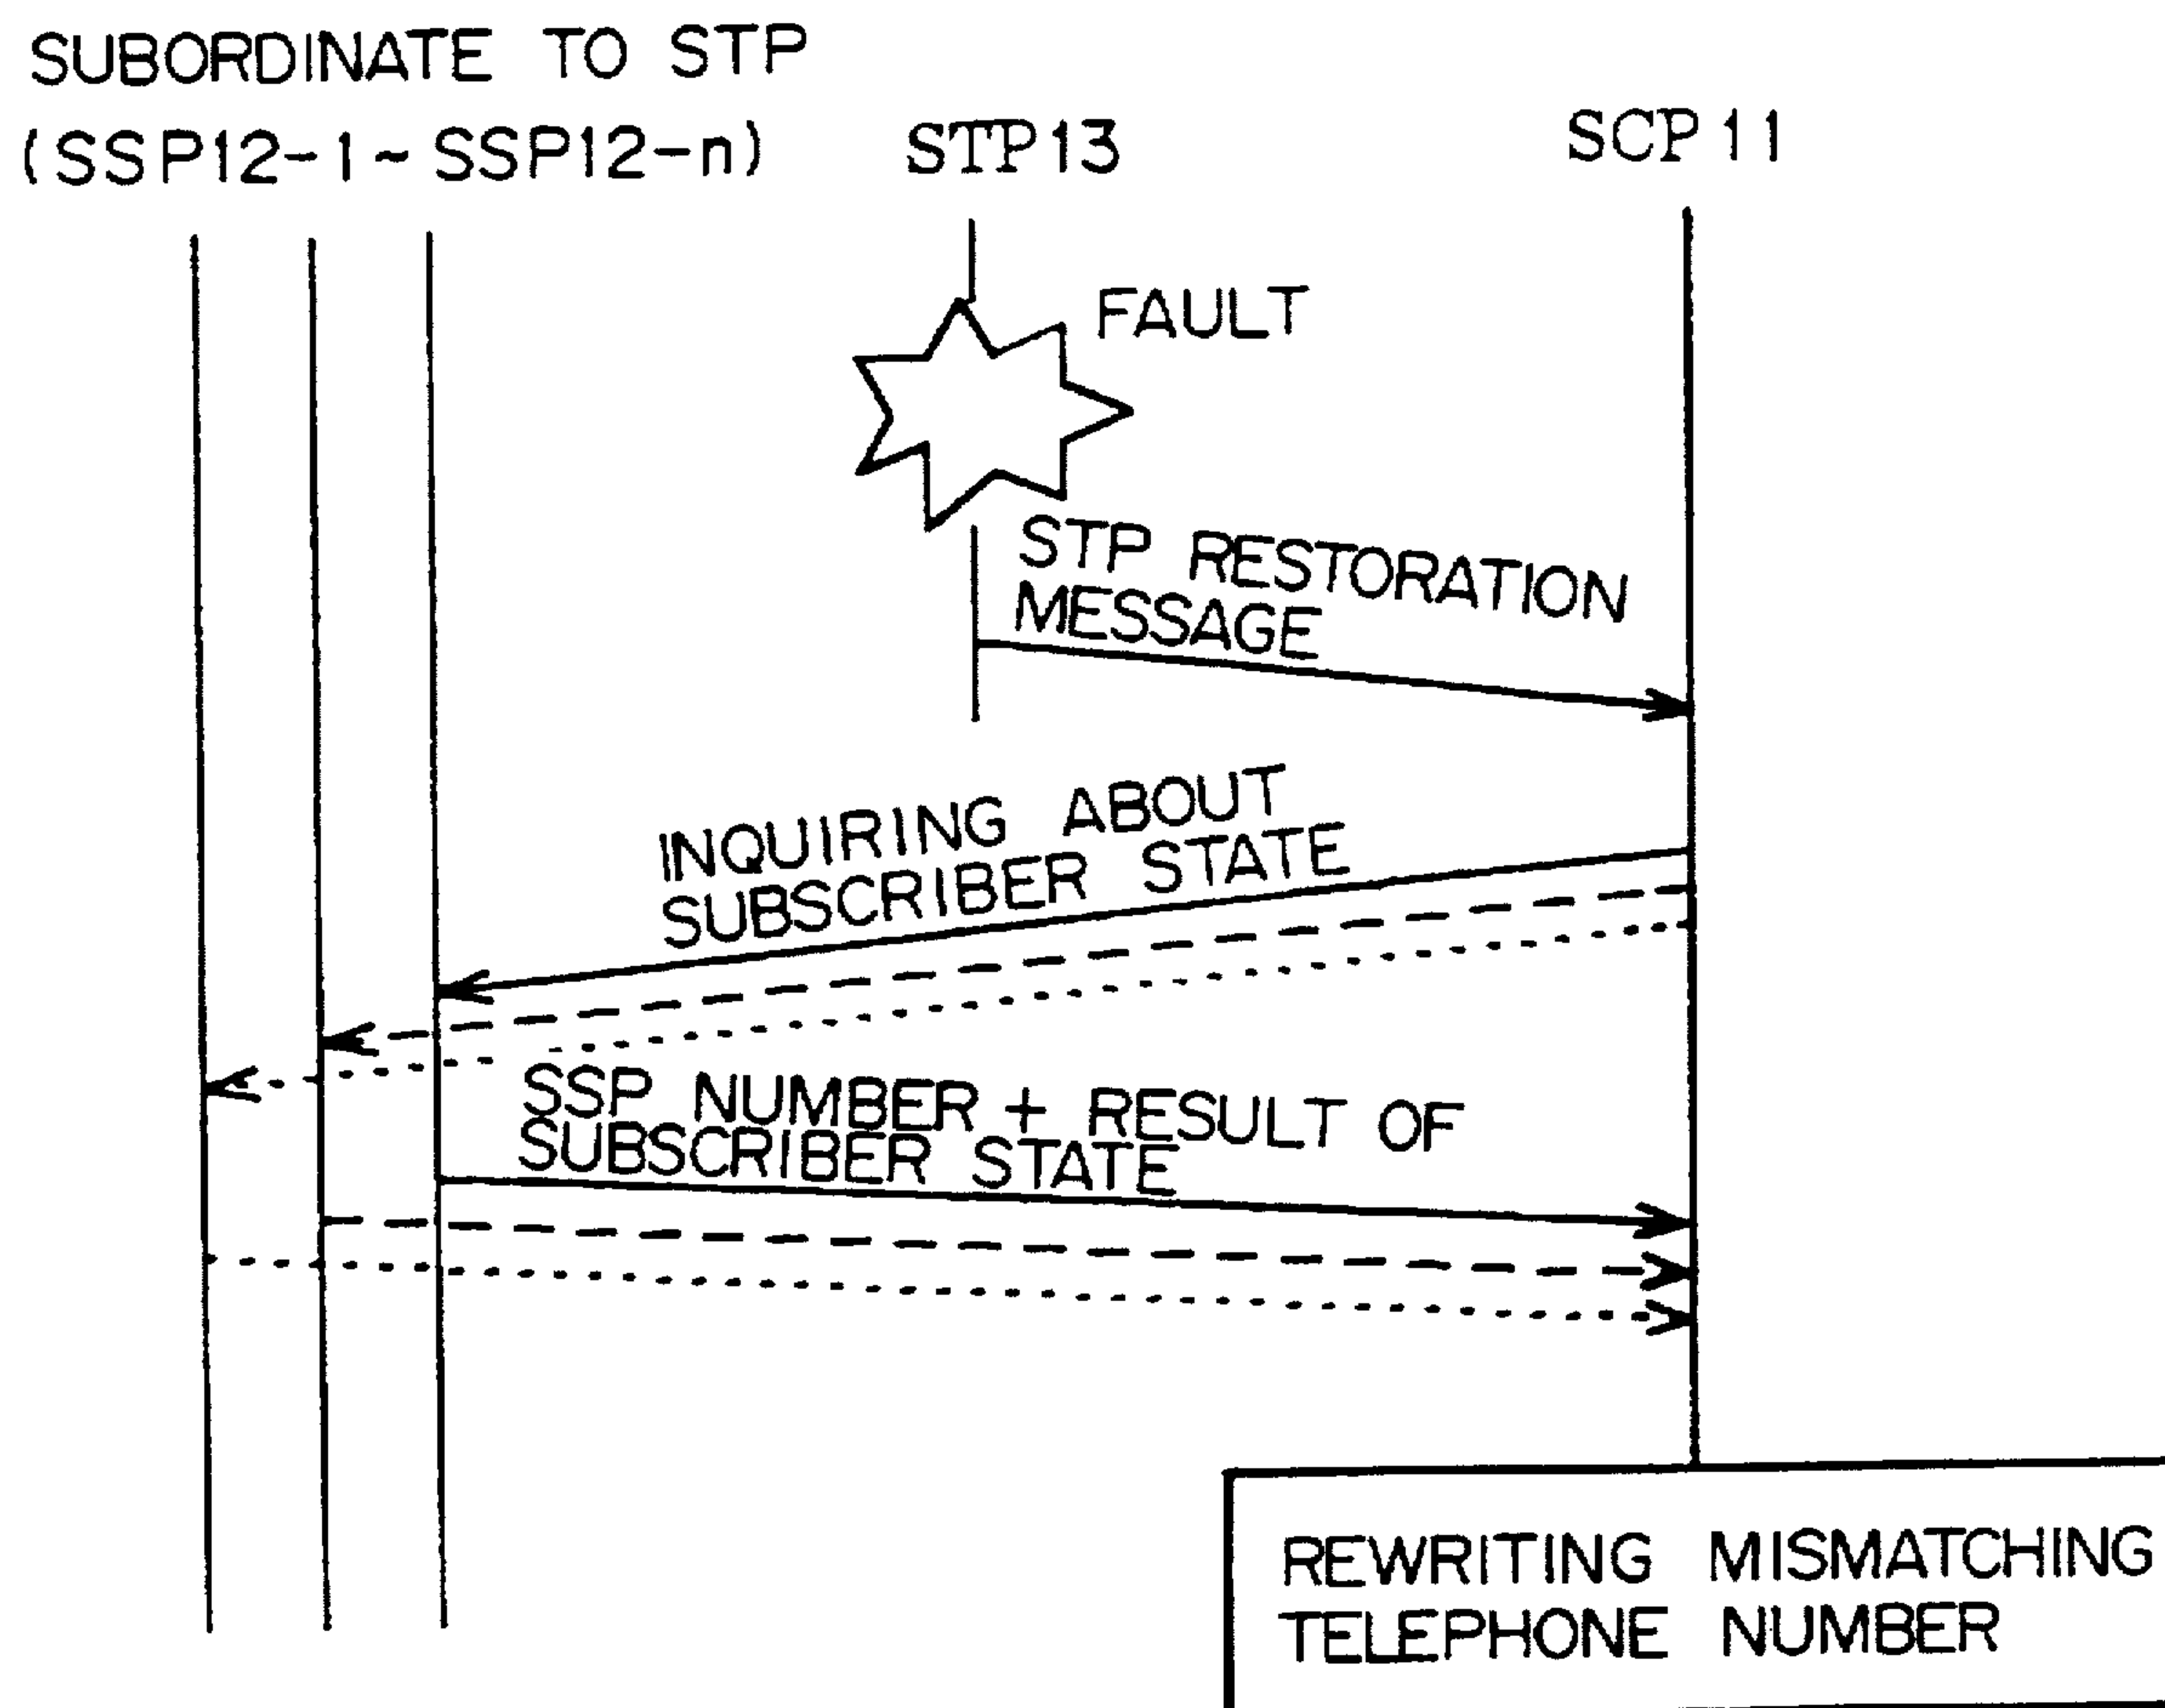 SUBORDINATE TO STP
(SSP12-1~SSP12-n)
STP13
SCP11
FAULT
STP RESTORATION
MESSAGE
INQUIRING ABOUT
SUBSCRIBER STATE
SSP NUMBER + RESULT OF
SUBSCRIBER STATE
REWRITING MISMATCHING
TELEPHONE NUMBER